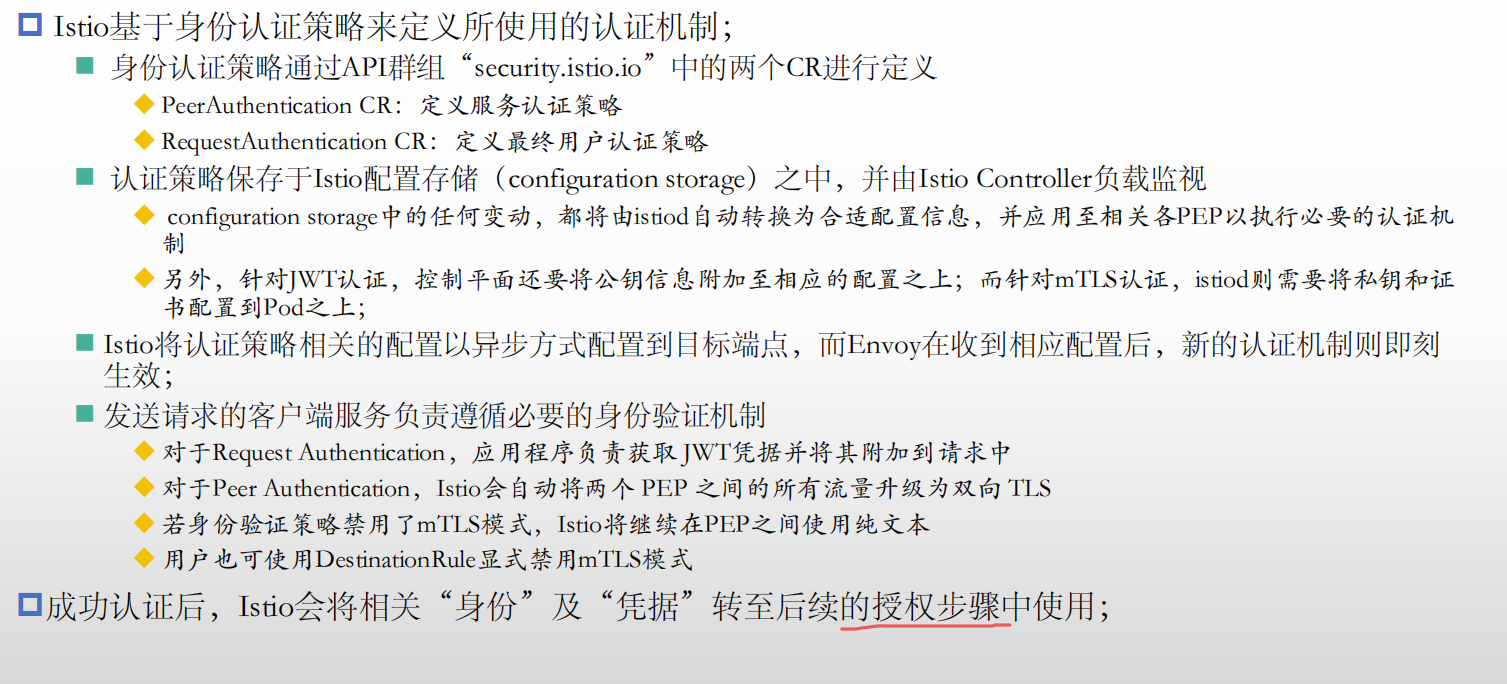 Istio基于身份认证策略来定义所使用的认证机制；
身份认证策略通过API群组“security.istio.io”中的两个CR进行定义
PeerAuthentication CR：定义服务认证策略
RequestAuthentication CR：定义最终用户认证策略
认证策略保存于Istio配置存储（configuration storage）之中，并由Istio Controller负载监视
configuration storage中的任何变动，都将由istiod自动转换为合适配置信息，并应用至相关各PEP以执行必要的认证机
制
另外，针对JWT认证，控制平面还要将公钥信息附加至相应的配置之上；而针对mTLS认证，istiod则需要将私钥和证
书配置到Pod之上；
Istio将认证策略相关的配置以异步方式配置到目标端点，而Envoy在收到相应配置后，新的认证机制则即刻
生效；
发送请求的客户端服务负责遵循必要的身份验证机制
对于Request Authentication，应用程序负责获取 JWT凭据并将其附加到请求中
对于Peer Authentication，Istio会自动将两个 PEP 之间的所有流量升级为双向 TLS
若身份验证策略禁用了mTLS模式，Istio将继续在PEP之间使用纯文本
用户也可使用DestinationRule显式禁用mTLS模式
成功认证后，Istio会将相关“身份”及“凭据”转至后续的授权步骤中使用；